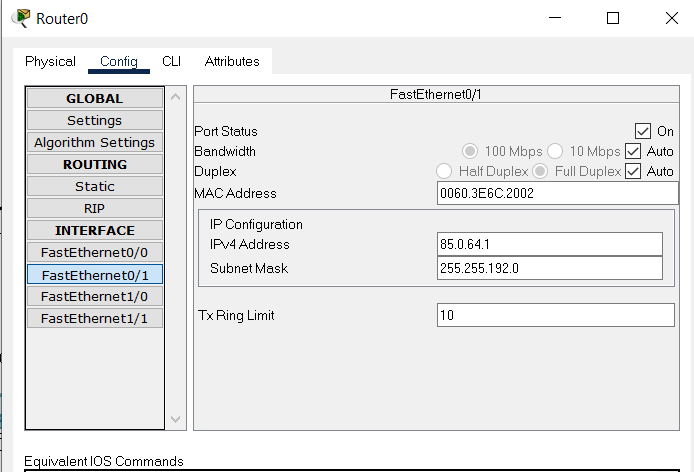 Router0
Physical Config CLI Attributes
GLOBAL
Settings
Algorithm Settings
ROUTING
Static
RIP
INTERFACE
FastEthernet0/0
FastEthernet0/1
FastEthernet1/0
FastEthernet1/1
FastEthernet0/1
Port Status On
Bandwidth 100 Mbps 10 Mbps Auto
Duplex Half Duplex Full Duplex Auto
MAC Address 0060.3E6C.2002
IP Configuration
IPv4 Address 85.0.64.1
Subnet Mask 255.255.192.0
Tx Ring Limit 10
Equivalent IOS Commands